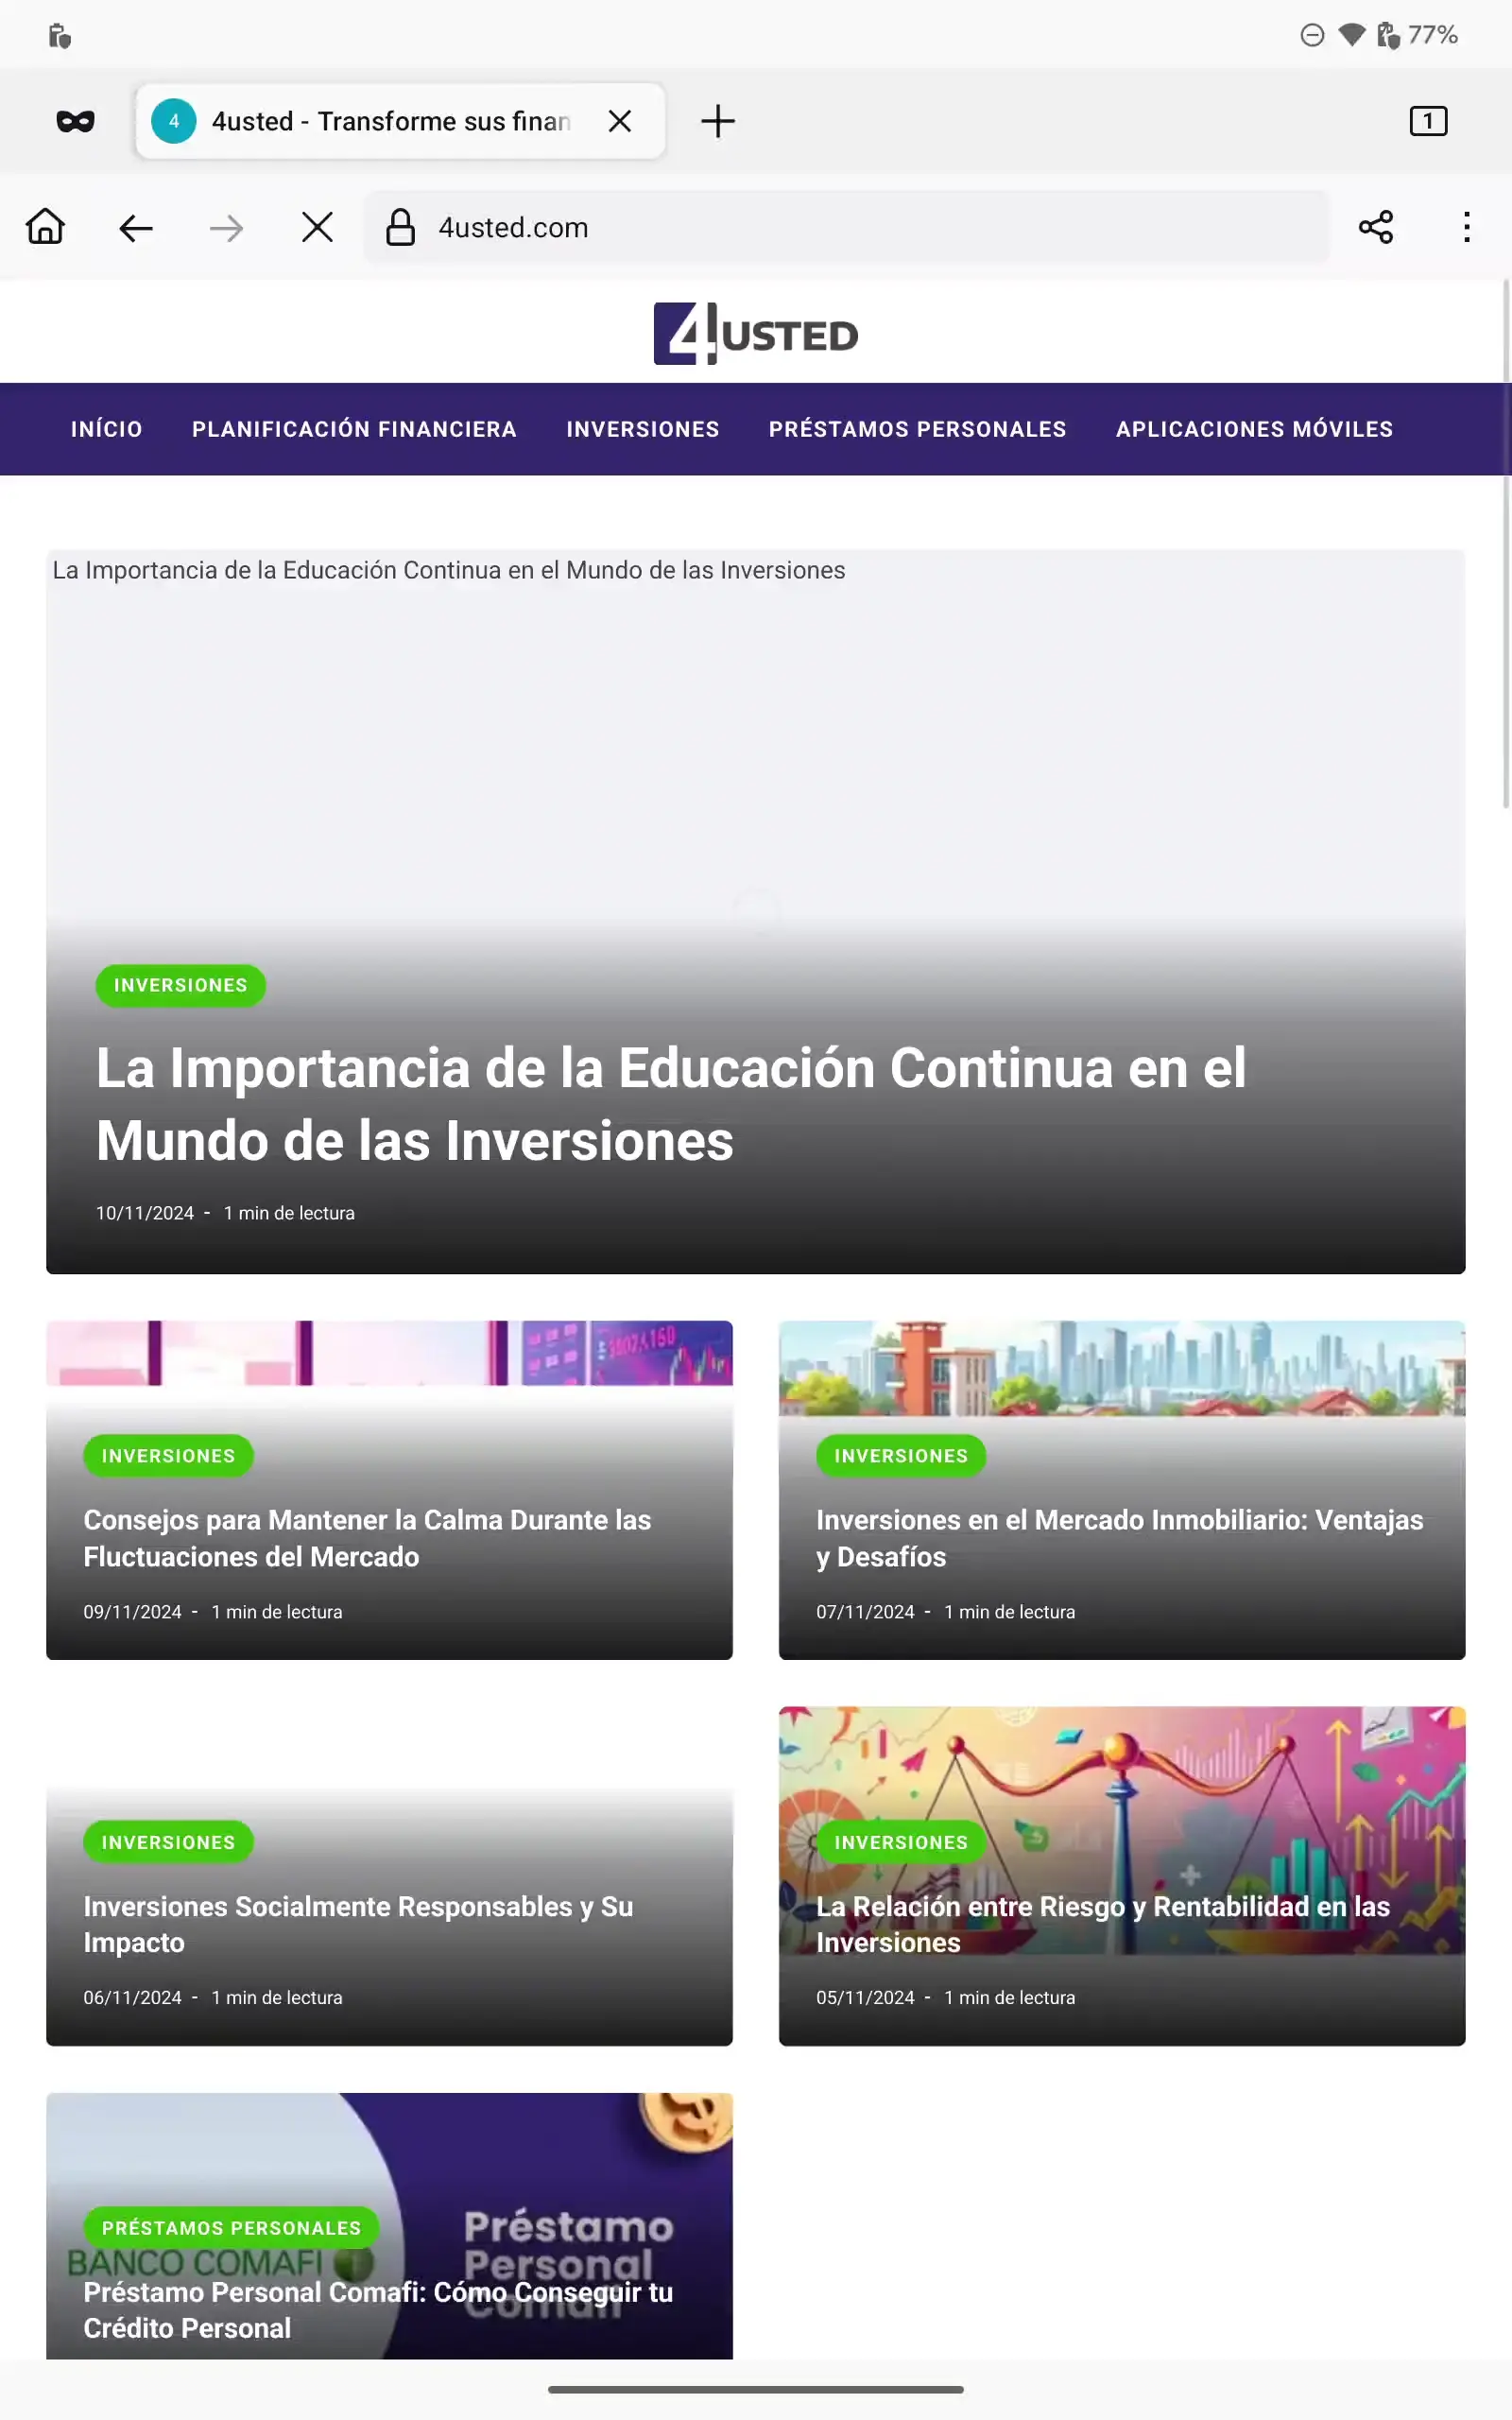 77%
4
4usted - Transforme sus finan
1
4usted.com
4USTED
INÍCIO
PLANIFICACIÓN FINANCIERA
INVERSIONES
PRÉSTAMOS PERSONALES
APLICACIONES MÓVILES
La Importancia de la Educación Continua en el Mundo de las Inversiones
INVERSIONES
La Importancia de la Educación Continua en el
Mundo de las Inversiones
10/11/2024 - 1 min de lectura
INVERSIONES
Consejos para Mantener la Calma Durante las
Fluctuaciones del Mercado
09/11/2024 - 1 min de lectura
INVERSIONES
Inversiones en el Mercado Inmobiliario: Ventajas
y Desafíos
07/11/2024 - 1 min de lectura
INVERSIONES
Inversiones Socialmente Responsables y Su
Impacto
06/11/2024 - 1 min de lectura
INVERSIONES
La Relación entre Riesgo y Rentabilidad en las
Inversiones
05/11/2024 - 1 min de lectura
PRÉSTAMOS PERSONALES
BANCO COMAFI
Préstamo
Personal
Comafi
Préstamo Personal Comafi: Cómo Conseguir tu
Crédito Personal